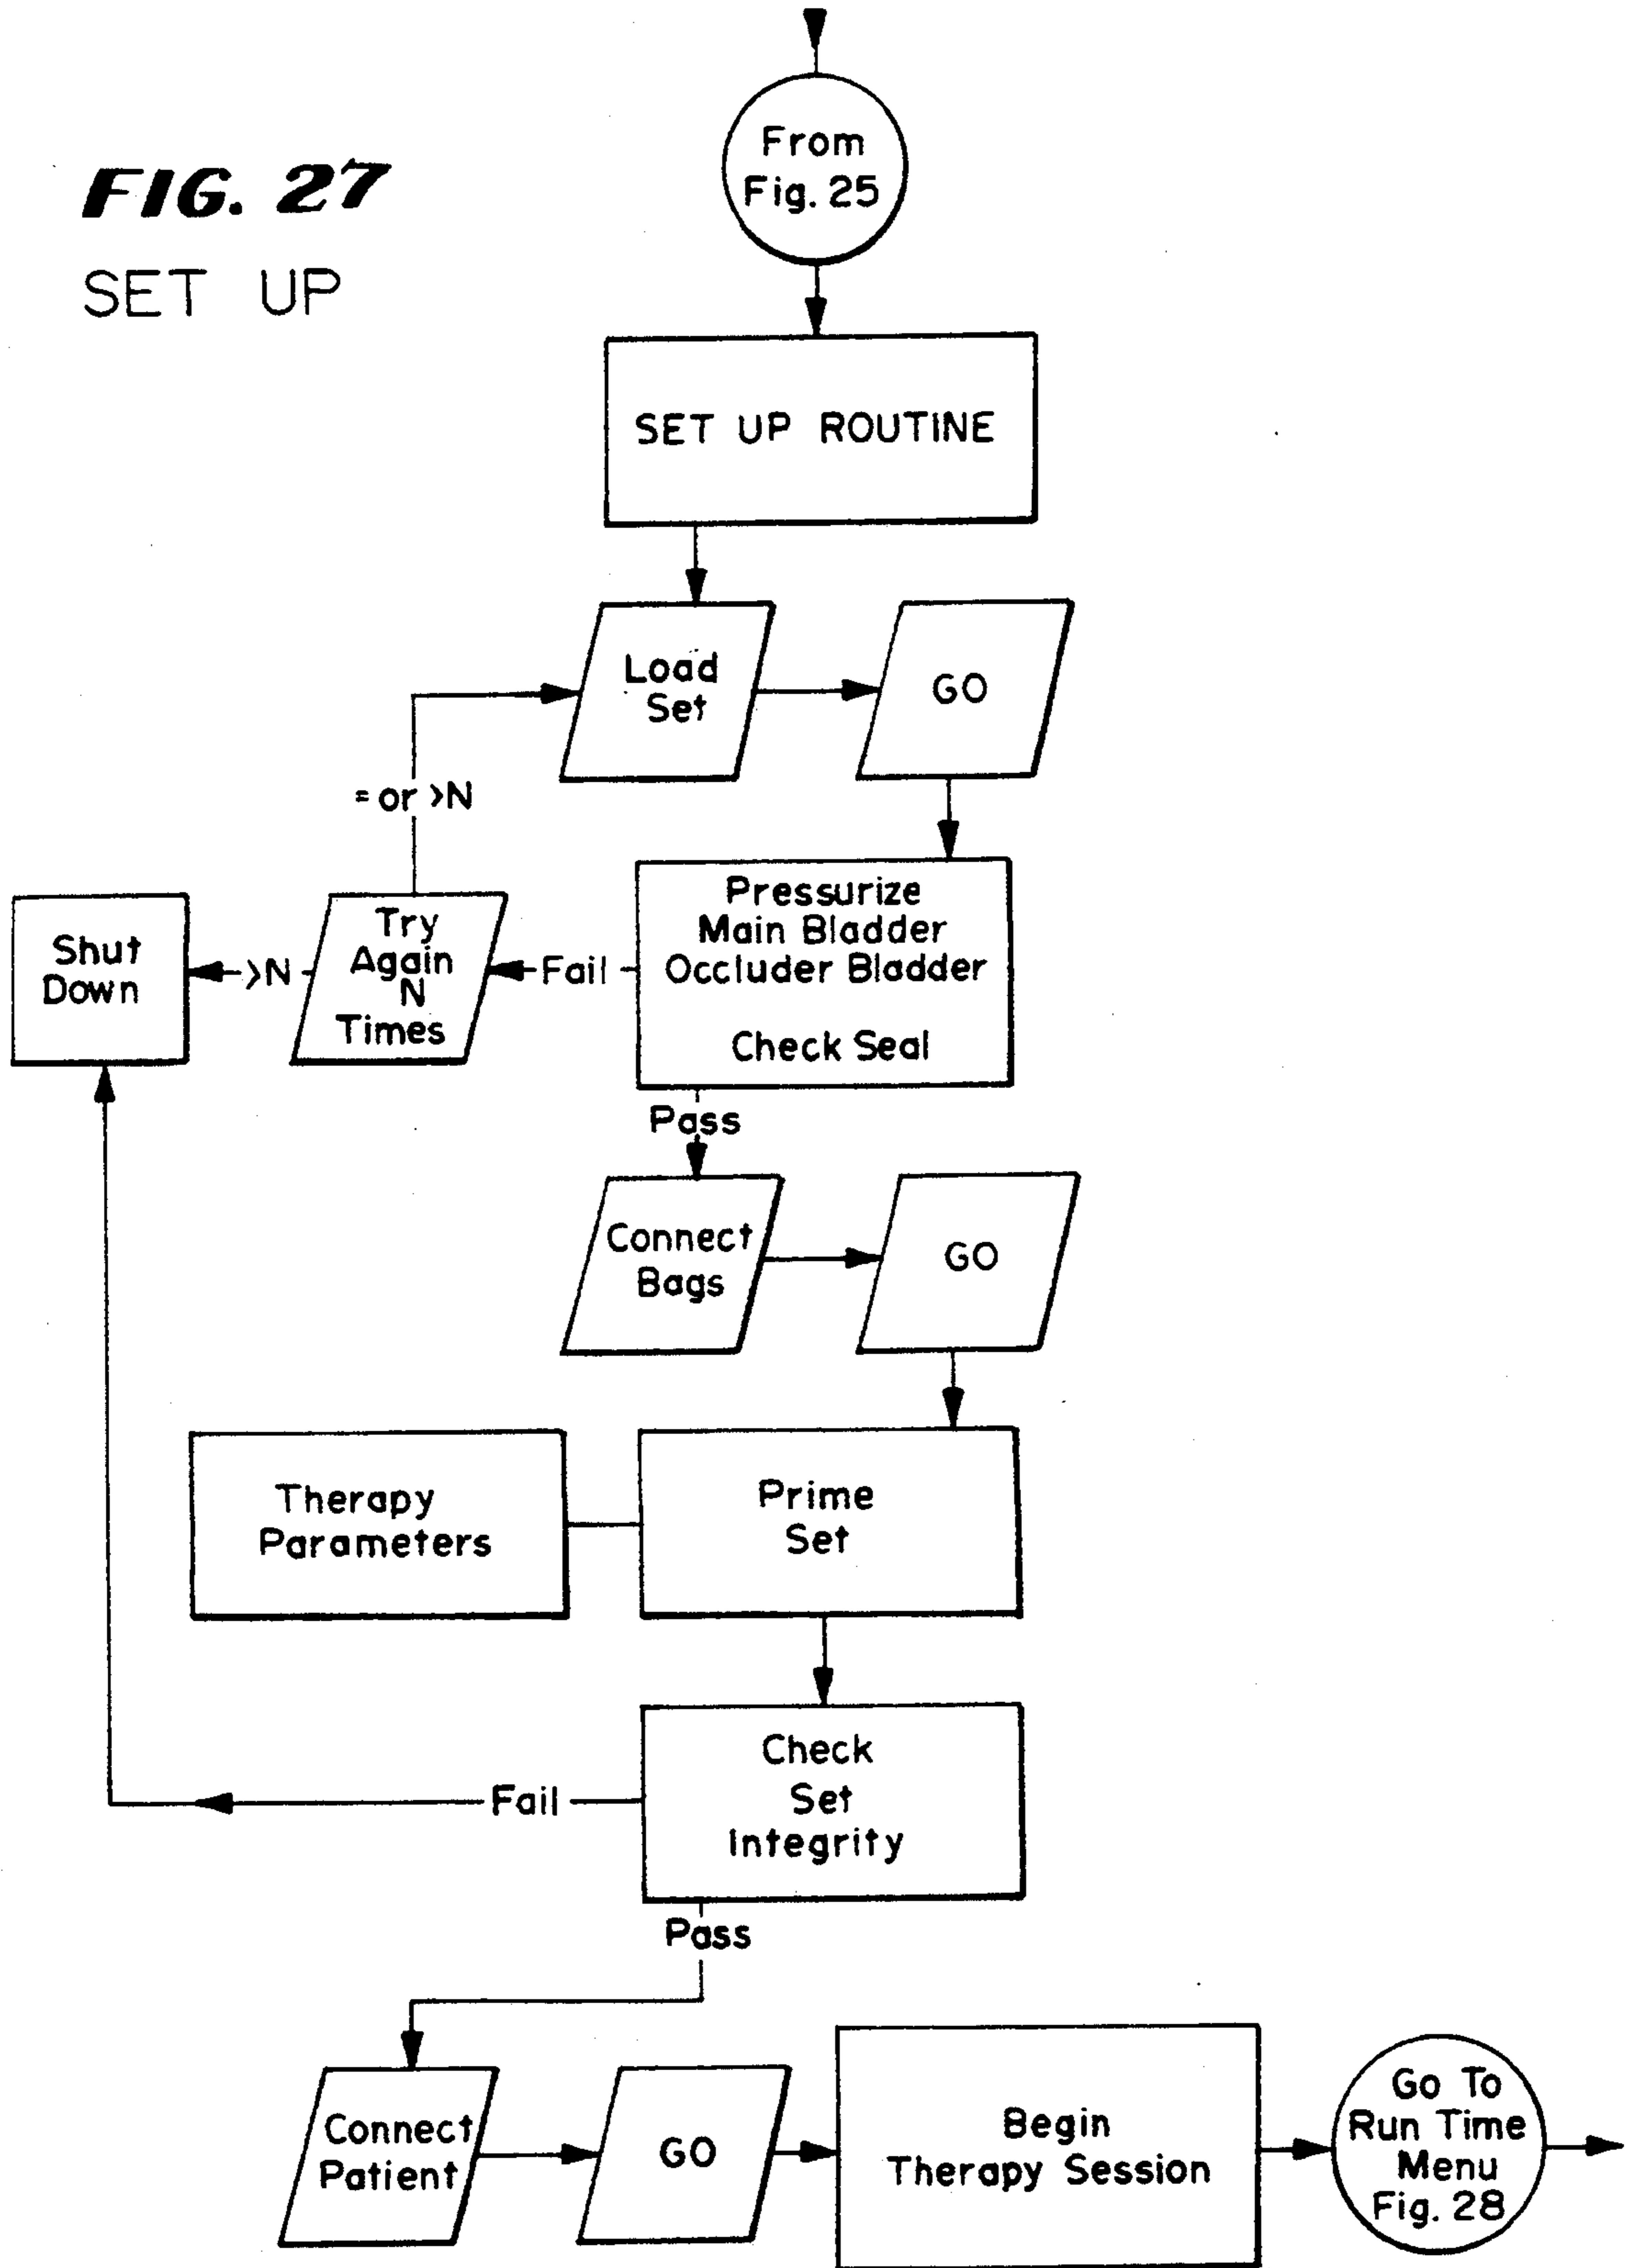 FIG. 27
SET UP
From
Fig. 25
SET UP ROUTINE
Load
Set
GO
= or >N
Pressurize
Main Bladder
Occluder Bladder
Check Seal
Fail
Try
Again
N
Times
>N
Shut
Down
Pass
Connect
Bags
GO
Therapy
Parameters
Prime
Set
Check
Set
Integrity
Fail
Pass
Connect
Patient
GO
Begin
Therapy Session
Go To
Run Time
Menu
Fig. 28